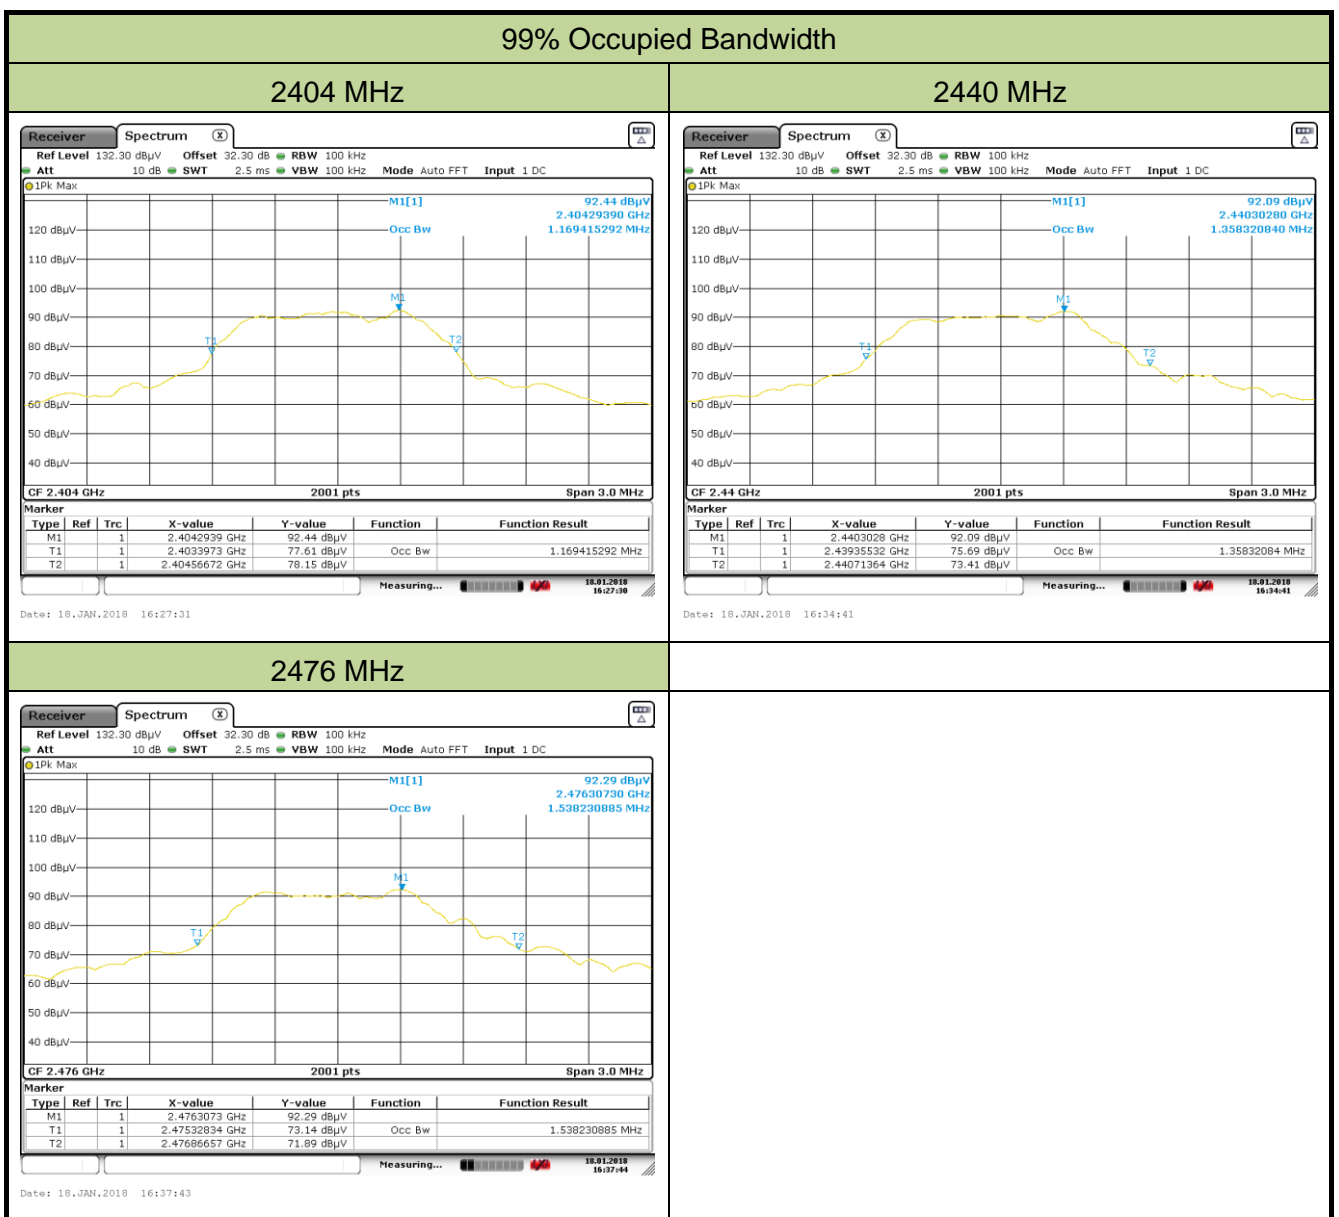 99% Occupied Bandwidth
2404 MHz
Receiver Spectrum X
Ref Level 132.30 dBµV Offset 32.30 dB RBW 100 kHz
Att 10 dB SWT 2.5 ms VBW 100 kHz Mode Auto FFT Input 1 DC
1Pk Max
M1[1] 92.44 dBµV
2.40429390 GHz
120 dBµV Occ Bw 1.169415292 MHz
110 dBµV
100 dBµV
M1
90 dBµV
T1 T2
80 dBµV
70 dBµV
60 dBµV
50 dBµV
40 dBµV
CF 2.404 GHz 2001 pts Span 3.0 MHz
Marker
Type Ref Trc X-value Y-value Function Function Result
M1 1 2.4042939 GHz 92.44 dBµV
T1 1 2.4033973 GHz 77.61 dBµV Occ Bw 1.169415292 MHz
T2 1 2.40456672 GHz 78.15 dBµV
Measuring... 18.01.2018
16:27:30
Date: 18.JAN.2018 16:27:31
2440 MHz
Receiver Spectrum X
Ref Level 132.30 dBµV Offset 32.30 dB RBW 100 kHz
Att 10 dB SWT 2.5 ms VBW 100 kHz Mode Auto FFT Input 1 DC
1Pk Max
M1[1] 92.09 dBµV
2.44030280 GHz
120 dBµV Occ Bw 1.358320840 MHz
110 dBµV
100 dBµV
M1
90 dBµV
80 dBµV
T1 T2
70 dBµV
60 dBµV
50 dBµV
40 dBµV
CF 2.44 GHz 2001 pts Span 3.0 MHz
Marker
Type Ref Trc X-value Y-value Function Function Result
M1 1 2.4403028 GHz 92.09 dBµV
T1 1 2.43935532 GHz 75.69 dBµV Occ Bw 1.35832084 MHz
T2 1 2.44071364 GHz 73.41 dBµV
Measuring... 18.01.2018
16:34:41
Date: 18.JAN.2018 16:34:41
2476 MHz
Receiver Spectrum X
Ref Level 132.30 dBµV Offset 32.30 dB RBW 100 kHz
Att 10 dB SWT 2.5 ms VBW 100 kHz Mode Auto FFT Input 1 DC
1Pk Max
M1[1] 92.29 dBµV
2.47630730 GHz
120 dBµV Occ Bw 1.538230885 MHz
110 dBµV
100 dBµV
M1
90 dBµV
80 dBµV
T1 T2
70 dBµV
60 dBµV
50 dBµV
40 dBµV
CF 2.476 GHz 2001 pts Span 3.0 MHz
Marker
Type Ref Trc X-value Y-value Function Function Result
M1 1 2.4763073 GHz 92.29 dBµV
T1 1 2.47532834 GHz 73.14 dBµV Occ Bw 1.538230885 MHz
T2 1 2.47686657 GHz 71.89 dBµV
Measuring... 18.01.2018
16:37:44
Date: 18.JAN.2018 16:37:43